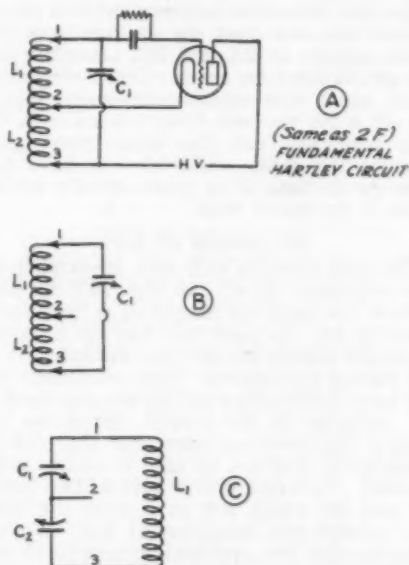 1
L1
C1
2
L2
3
H V
A
(Same as 2 F)
FUNDAMENTAL
HARTLEY CIRCUIT
1
L1
C1
B
2
L2
3
1
C1
2
L1
C
C2
3